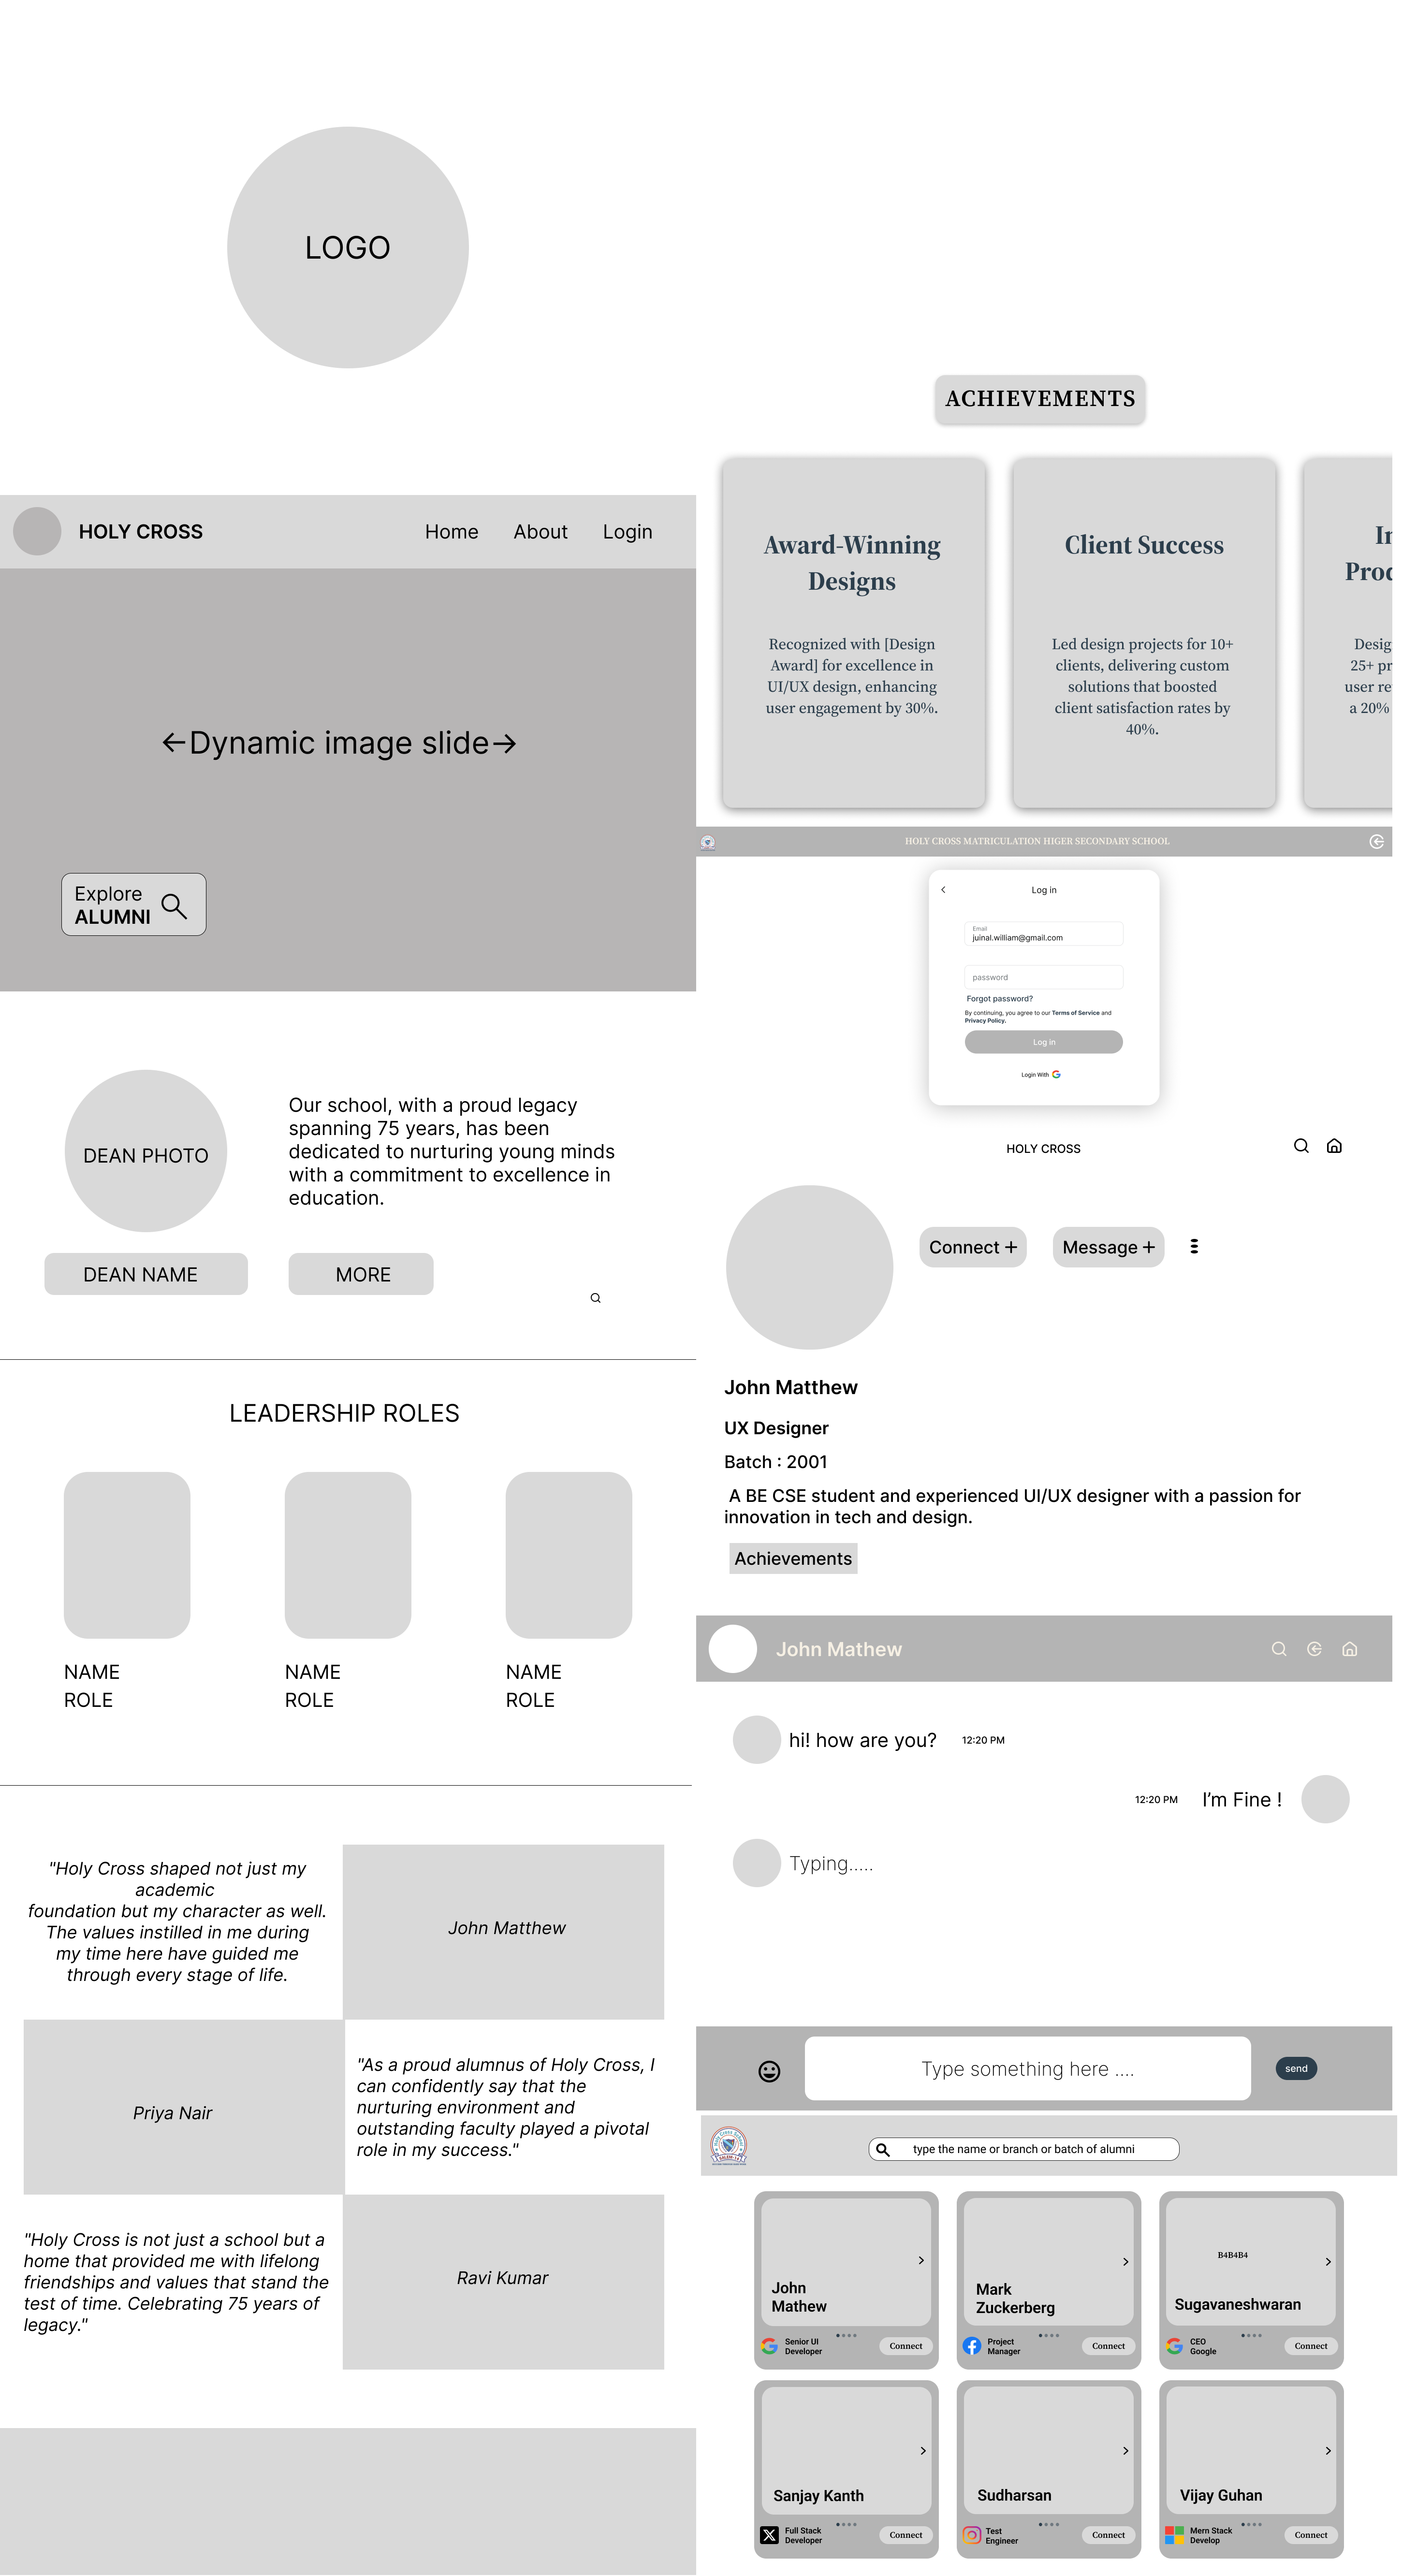 LOGO
HOLY CROSS
Home
About
Login
←Dynamic image slide→
Explore
ALUMNI
DEAN PHOTO
Our school, with a proud legacy
spanning 75 years, has been
dedicated to nurturing young minds
with a commitment to excellence in
education.
DEAN NAME
MORE
LEADERSHIP ROLES
NAME
ROLE
NAME
ROLE
NAME
ROLE
"Holy Cross shaped not just my
academic
foundation but my character as well.
The values instilled in me during
my time here have guided me
through every stage of life.
John Matthew
Priya Nair
"As a proud alumnus of Holy Cross, I
can confidently say that the
nurturing environment and
outstanding faculty played a pivotal
role in my success."
"Holy Cross is not just a school but a
home that provided me with lifelong
friendships and values that stand the
test of time. Celebrating 75 years of
legacy."
Ravi Kumar
ACHIEVEMENTS
Award-Winning
Designs
Recognized with [Design
Award] for excellence in
UI/UX design, enhancing
user engagement by 30%.
Client Success
Led design projects for 10+
clients, delivering custom
solutions that boosted
client satisfaction rates by
40%.
Desig
25+ pr
user re
a 20%
HOLY CROSS MATRICULATION HIGER SECONDARY SCHOOL
Log in
Email
juinal.william@gmail.com
password
Forgot password?
By continuing, you agree to our Terms of Service and
Privacy Policy.
Log in
Login With
HOLY CROSS
Connect +
Message +
John Matthew
UX Designer
Batch : 2001
A BE CSE student and experienced UI/UX designer with a passion for
innovation in tech and design.
Achievements
John Mathew
hi! how are you?
12:20 PM
12:20 PM
I'm Fine !
Typing.....
Type something here ....
send
type the name or branch or batch of alumni
John
Mathew
Senior UI
Developer
Connect
Mark
Zuckerberg
Project
Manager
Connect
B4B4B4
Sugavaneshwaran
CEO
Google
Connect
Sanjay Kanth
Full Stack
Developer
Connect
Sudharsan
Test
Engineer
Connect
Vijay Guhan
Mern Stack
Develop
Connect